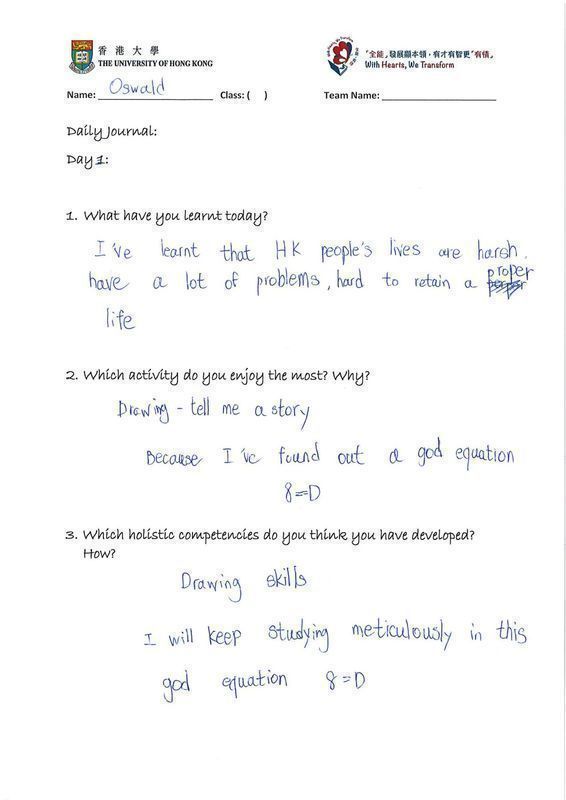 香港大學
THE UNIVERSITY OF HONG KONG
「全能」發展顯本領，有才有智更“有情”
With Hearts, We Transform
Name: Oswald Class: ( ) Team Name:
Daily Journal:
Day 1:
1. What have you learnt today?
I've learnt that HK people's lives are harsh.
have a lot of problems, hard to retain a proper
life
2. Which activity do you enjoy the most? Why?
Drawing - tell me a story
Because I've found out a god equation
8=D
3. Which holistic competencies do you think you have developed?
How?
Drawing skills
I will keep studying meticulously in this
god equation 8=D